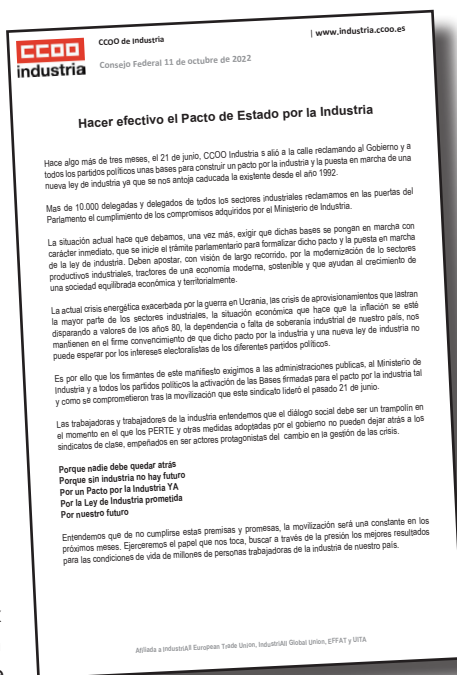 CCOO
industria
CCOO de Industria
| www.industria.ccoo.es
Consejo Federal 11 de octubre de 2022
Hacer efectivo el Pacto de Estado por la Industria
Hace algo más de tres meses, el 21 de junio, CCOO Industria s alió a la calle reclamando al Gobierno y a
todos los partidos políticos unas bases para construir un pacto por la industria y la puesta en marcha de una
nueva ley de industria ya que se nos antoja caducada la existente desde el año 1992.
Mas de 10.000 delegadas y delegados de todos los sectores industriales reclamamos en las puertas del
Parlamento el cumplimiento de los compromisos adquiridos por el Ministerio de Industria.
La situación actual hace que debamos, una vez más, exigir que dichas bases se pongan en marcha con
carácter inmediato, que se inicie el trámite parlamentario para formalizar dicho pacto y la puesta en marcha
de la ley de industria. Deben apostar, con visión de largo recorrido, por la modernización de lo sectores
productivos industriales, tractores de una economía moderna, sostenible y que ayudan al crecimiento de
una sociedad equilibrada económica y territorialmente.
La actual crisis energética exacerbada por la guerra en Ucrania, las crisis de aprovisionamientos que lastran
la mayor parte de los sectores industriales, la situación económica que hace que la inflación se esté
disparando a valores de los años 80, la dependencia o falta de soberanía industrial de nuestro país, nos
mantienen en el firme convencimiento de que dicho pacto por la industria y una nueva ley de industria no
puede esperar por los intereses electoralistas de los diferentes partidos políticos.
Es por ello que los firmantes de este manifiesto exigimos a las administraciones publicas, al Ministerio de
Industria y a todos los partidos políticos la activación de las Bases firmadas para el pacto por la industria tal
y como se comprometieron tras la movilización que este sindicato lideró el pasado 21 de junio.
Las trabajadoras y trabajadores de la industria entendemos que el diálogo social debe ser un trampolín en
el momento en el que los PERTE y otras medidas adoptadas por el gobierno no pueden dejar atrás a los
sindicatos de clase, empeñados en ser actores protagonistas del cambio en la gestión de las crisis.
Porque nadie debe quedar atrás
Porque sin industria no hay futuro
Por un Pacto por la Industria YA
Por la Ley de Industria prometida
Por nuestro futuro
Entendemos que de no cumplirse estas premisas y promesas, la movilización será una constante en los
próximos meses. Ejerceremos el papel que nos toca, buscar a través de la presión los mejores resultados
para las condiciones de vida de millones de personas trabajadoras de la industria de nuestro país.
Afiliada a IndustriAll European Trade Union, IndustriAll Global Union, EFFAT y UITA